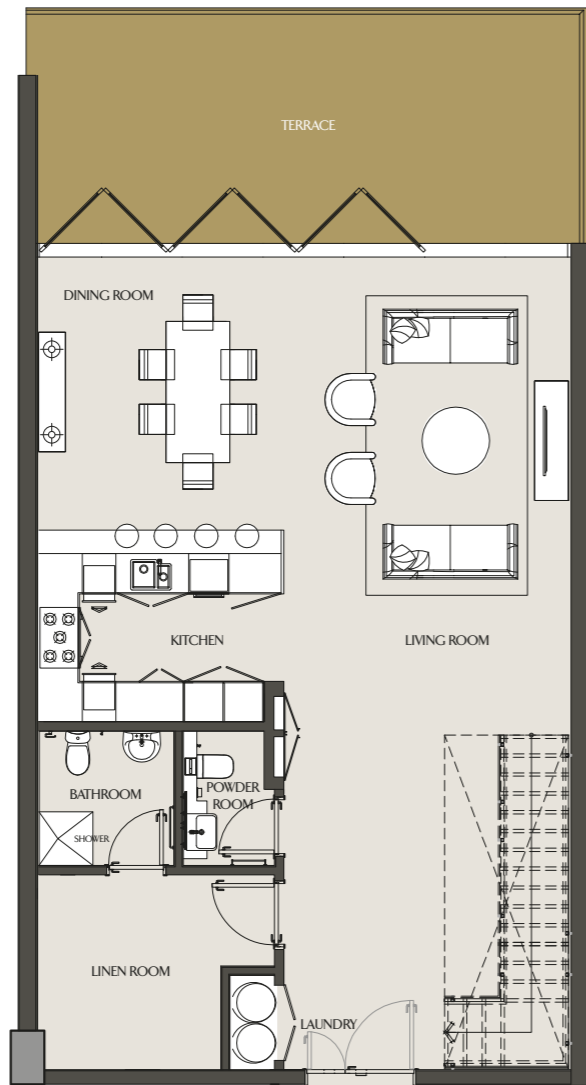 TERRACE
DINING ROOM
KITCHEN
LIVING ROOM
BATHROOM
POWDER
ROOM
SHOWER
LINEN ROOM
LAUNDRY